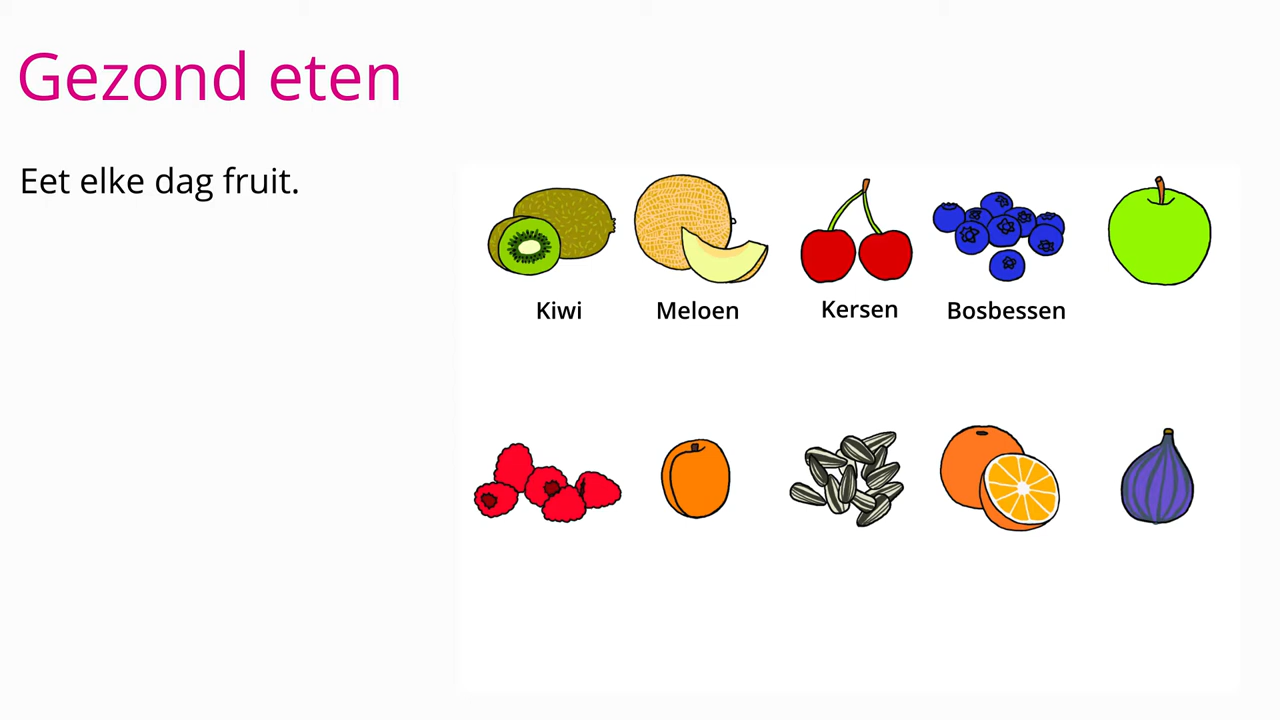 Gezond eten
Eet elke dag fruit.
Kiwi
Meloen
Kersen
Bosbessen